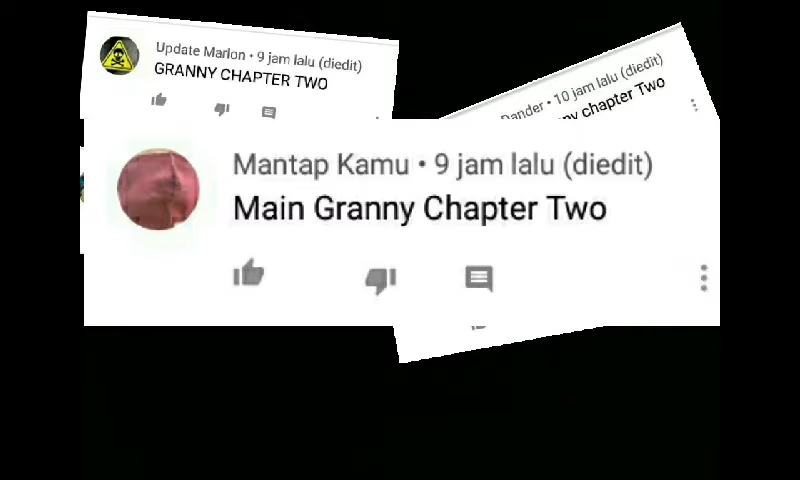 Update Marlon • 9 jam lalu (diedit)
GRANNY CHAPTER TWO
Dander • 10 jam lalu (diedit)
chapter Two
Mantap Kamu • 9 jam lalu (diedit)
Main Granny Chapter Two